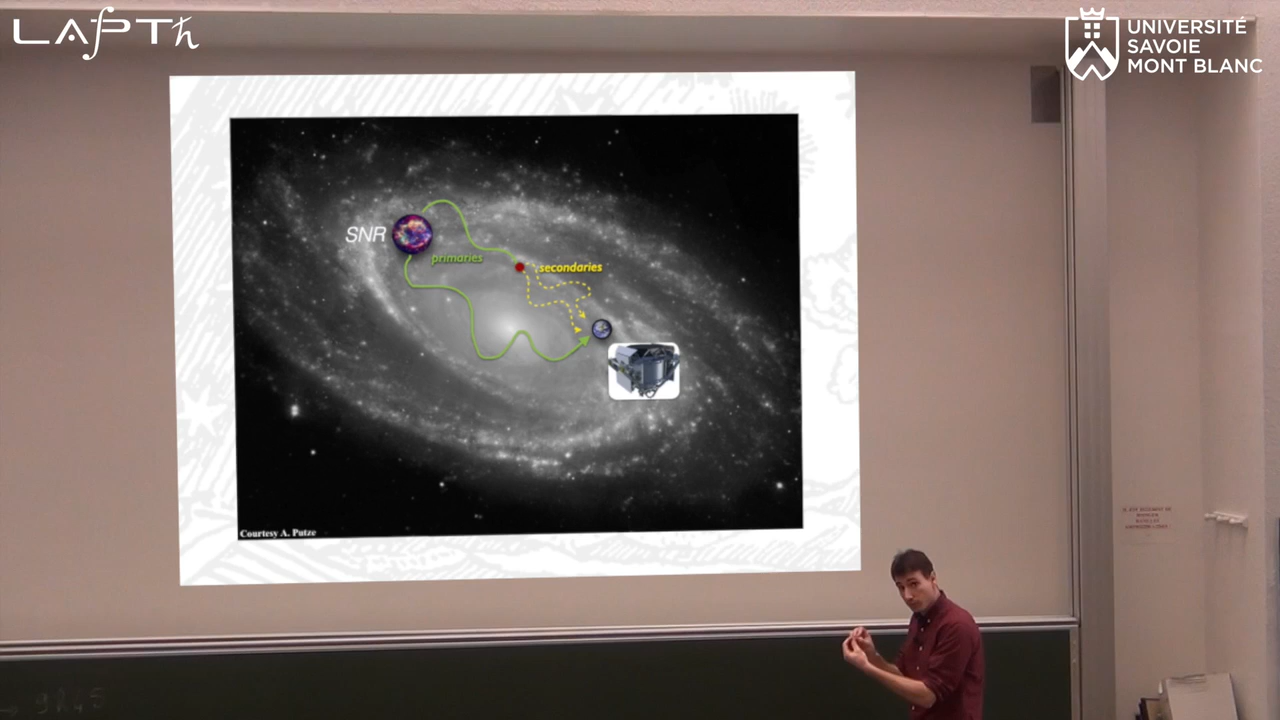 LAPTh
UNIVERSITÉ
SAVOIE
MONT BLANC
SNR
primaries
secondaries
Courtesy A. Putze